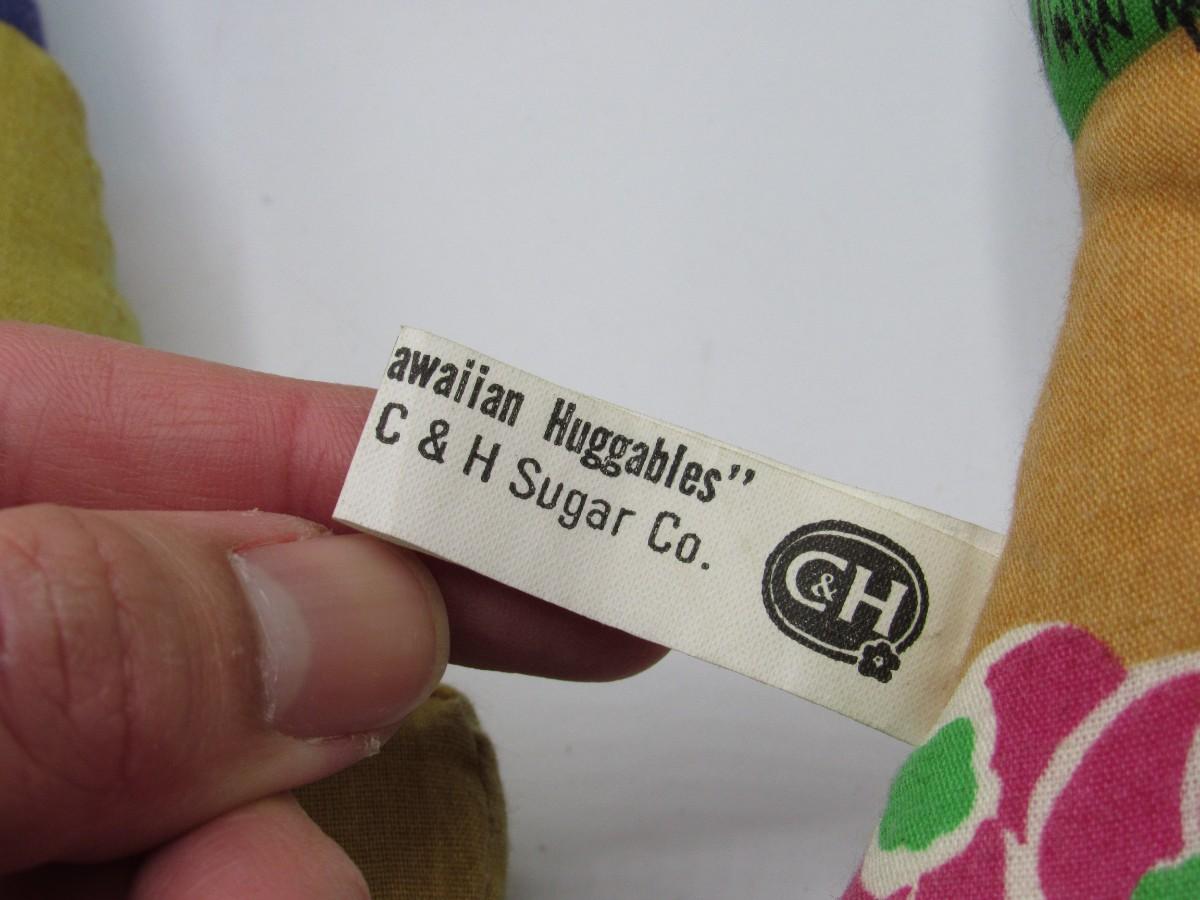 awaiian Huggables”
C & H Sugar Co.
C&H